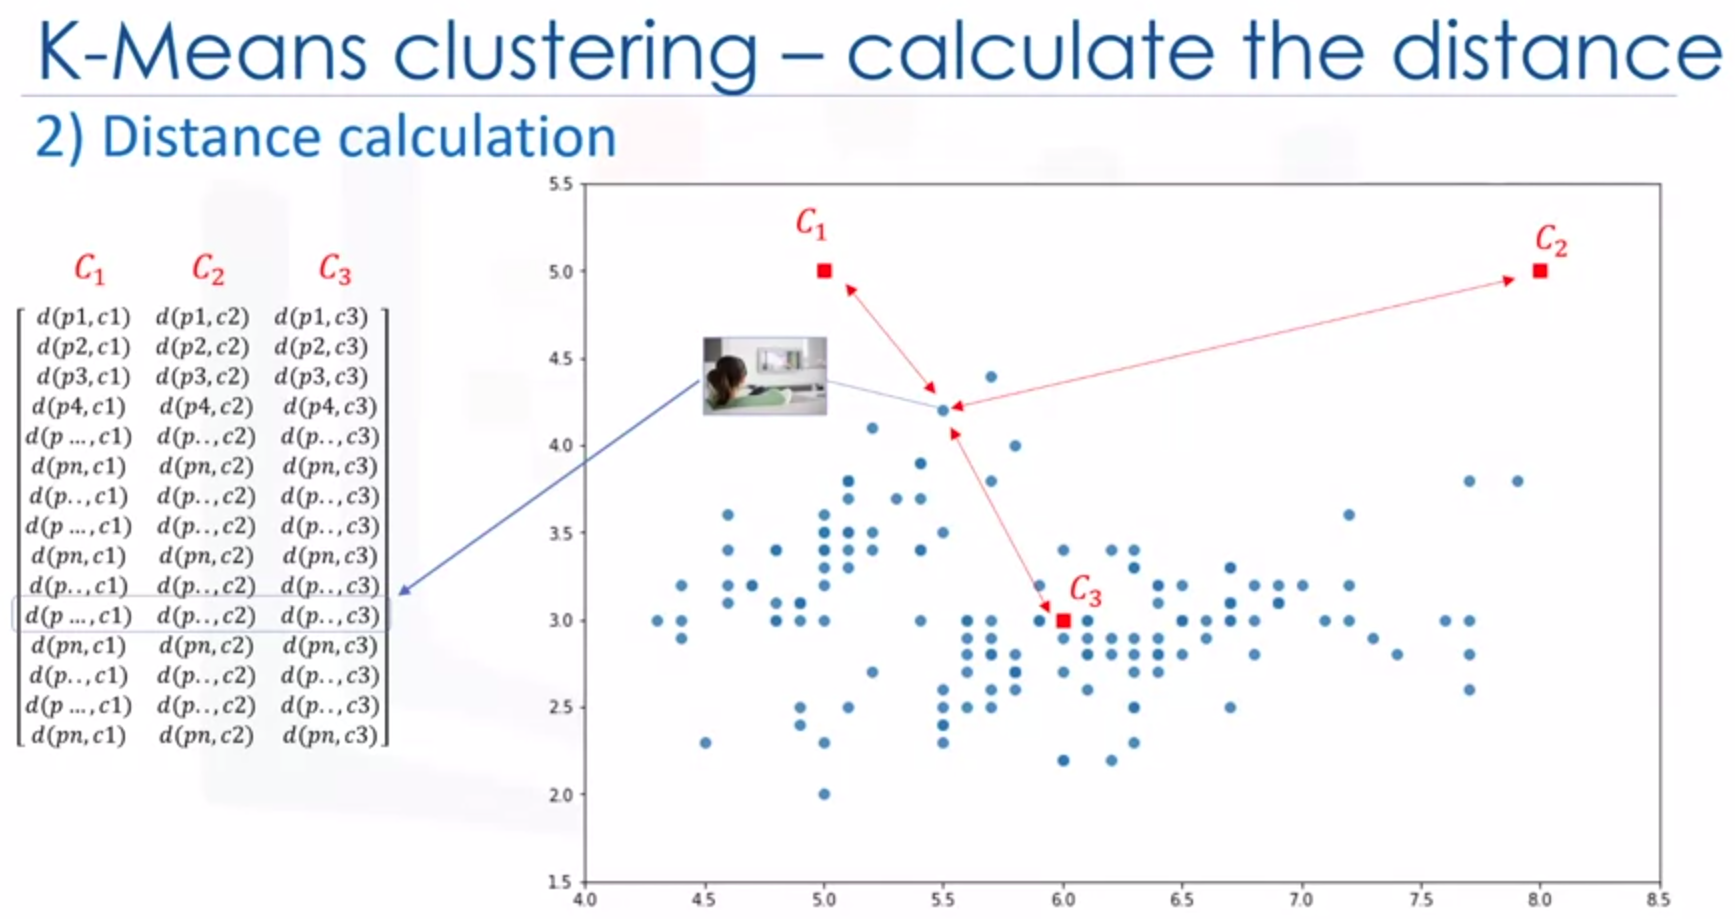 K-Means clustering – calculate the distance
2) Distance calculation
C₁ C₂ C₃
d(p1,c1) d(p1,c2) d(p1,c3)
d(p2,c1) d(p2,c2) d(p2,c3)
d(p3,c1) d(p3,c2) d(p3,c3)
d(p4,c1) d(p4,c2) d(p4,c3)
d(p …,c1) d(p..,c2) d(p..,c3)
d(pn,c1) d(pn,c2) d(pn,c3)
d(p..,c1) d(p..,c2) d(p..,c3)
d(p …,c1) d(p..,c2) d(p..,c3)
d(pn,c1) d(pn,c2) d(pn,c3)
d(p..,c1) d(p..,c2) d(p..,c3)
d(p …,c1) d(p..,c2) d(p..,c3)
d(pn,c1) d(pn,c2) d(pn,c3)
d(p..,c1) d(p..,c2) d(p..,c3)
d(p …,c1) d(p..,c2) d(p..,c3)
d(pn,c1) d(pn,c2) d(pn,c3)
5.5
C₁
C₂
5.0
4.5
4.0
3.5
C₃
3.0
2.5
2.0
1.5
4.0 4.5 5.0 5.5 6.0 6.5 7.0 7.5 8.0 8.5